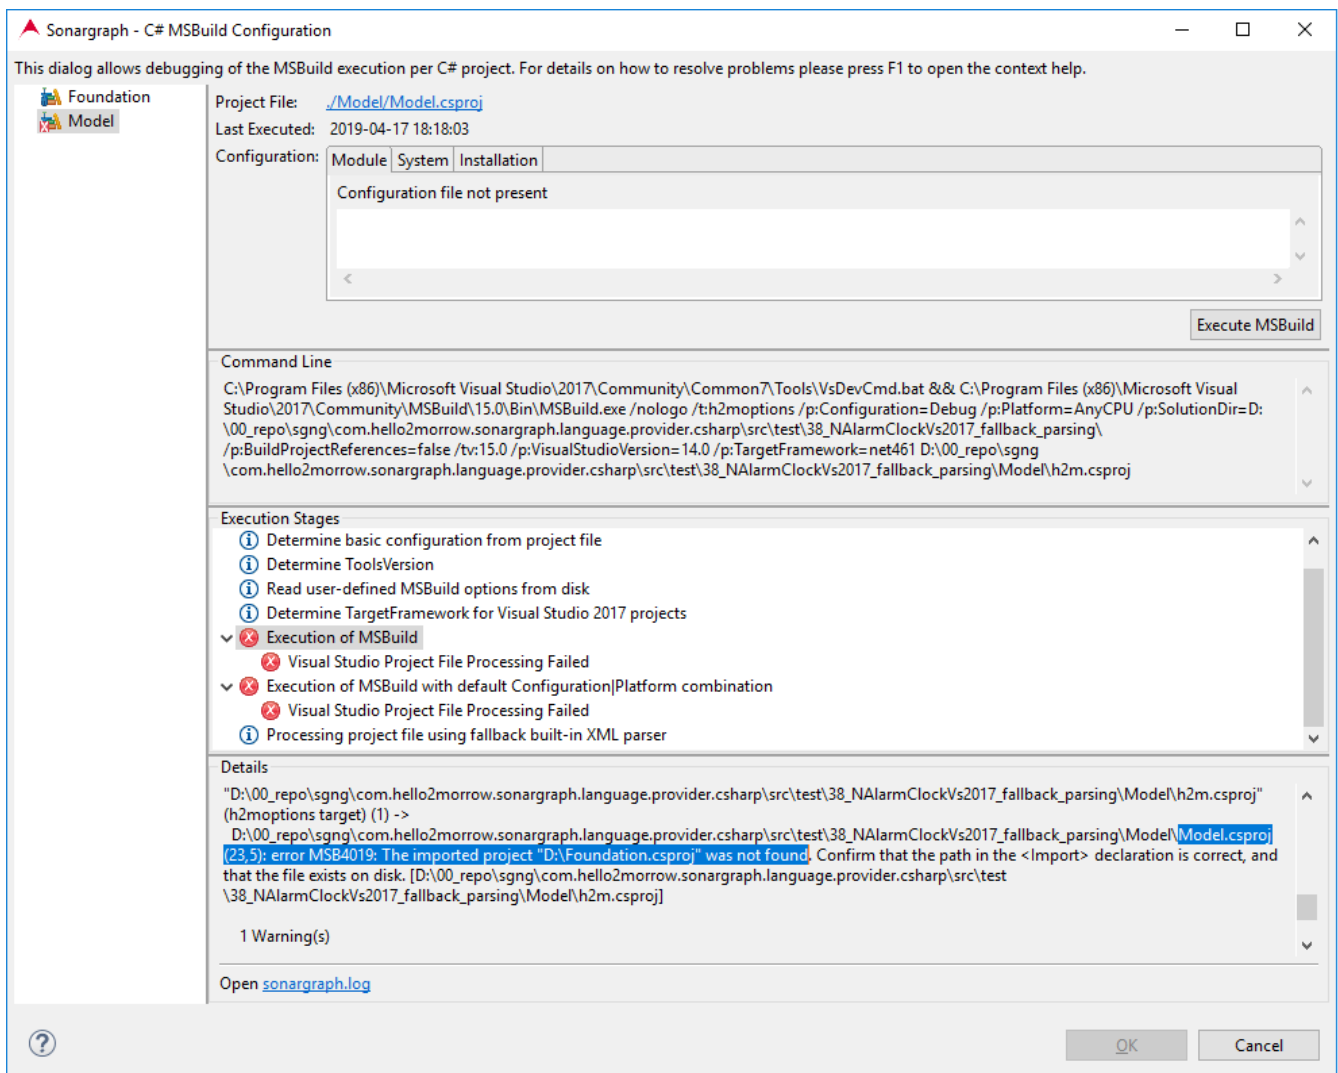 Sonargraph - C# MSBuild Configuration
This dialog allows debugging of the MSBuild execution per C# project. For details on how to resolve problems please press F1 to open the context help.
Foundation
Model
Project File: ./Model/Model.csproj
Last Executed: 2019-04-17 18:18:03
Configuration: Module System Installation
Configuration file not present
Execute MSBuild
Command Line
C:\Program Files (x86)\Microsoft Visual Studio\2017\Community\Common7\Tools\VsDevCmd.bat && C:\Program Files (x86)\Microsoft Visual
Studio\2017\Community\MSBuild\15.0\Bin\MSBuild.exe /nologo /t:h2moptions /p:Configuration=Debug /p:Platform=AnyCPU /p:SolutionDir=D:
\00_repo\sgng\com.hello2morrow.sonargraph.language.provider.csharp\src\test\38_NAlarmClockVs2017_fallback_parsing\
/p:BuildProjectReferences=false /tv:15.0 /p:VisualStudioVersion=14.0 /p:TargetFramework=net461 D:\00_repo\sgng
\com.hello2morrow.sonargraph.language.provider.csharp\src\test\38_NAlarmClockVs2017_fallback_parsing\Model\h2m.csproj
Execution Stages
Determine basic configuration from project file
Determine ToolsVersion
Read user-defined MSBuild options from disk
Determine TargetFramework for Visual Studio 2017 projects
Execution of MSBuild
Visual Studio Project File Processing Failed
Execution of MSBuild with default Configuration|Platform combination
Visual Studio Project File Processing Failed
Processing project file using fallback built-in XML parser
Details
"D:\00_repo\sgng\com.hello2morrow.sonargraph.language.provider.csharp\src\test\38_NAlarmClockVs2017_fallback_parsing\Model\h2m.csproj"
(h2moptions target) (1) ->
D:\00_repo\sgng\com.hello2morrow.sonargraph.language.provider.csharp\src\test\38_NAlarmClockVs2017_fallback_parsing\Model\Model.csproj
(23,5): error MSB4019: The imported project "D:\Foundation.csproj" was not found. Confirm that the path in the <Import> declaration is correct, and
that the file exists on disk. [D:\00_repo\sgng\com.hello2morrow.sonargraph.language.provider.csharp\src\test
\38_NAlarmClockVs2017_fallback_parsing\Model\h2m.csproj]
1 Warning(s)
Open sonargraph.log
OK Cancel